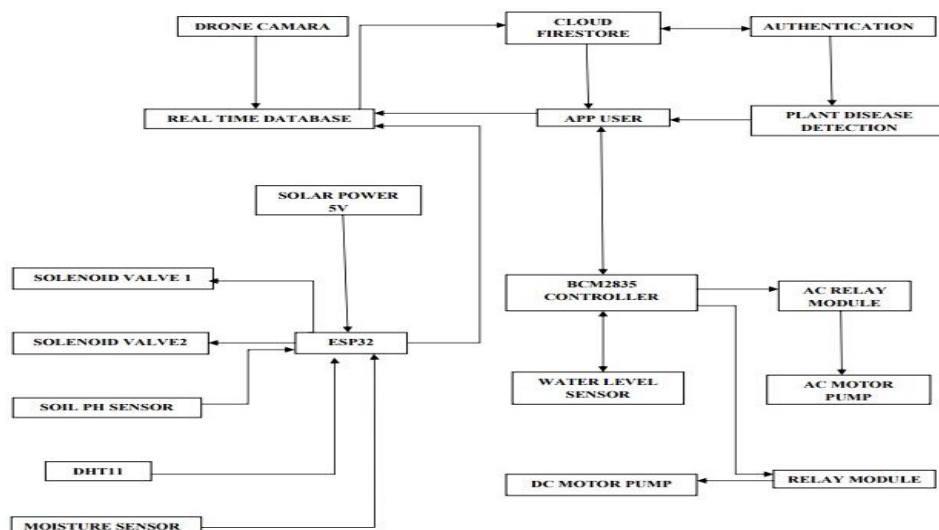 DRONE CAMARA
CLOUD
FIRESTORE
AUTHENTICATION
REAL TIME DATABASE
APP USER
PLANT DISEASE
DETECTION
SOLAR POWER
5V
SOLENOID VALVE 1
BCM2835
CONTROLLER
AC RELAY
MODULE
SOLENOID VALVE2
ESP32
WATER LEVEL
SENSOR
AC MOTOR
PUMP
SOIL PH SENSOR
DHT11
DC MOTOR PUMP
RELAY MODULE
MOISTURE SENSOR